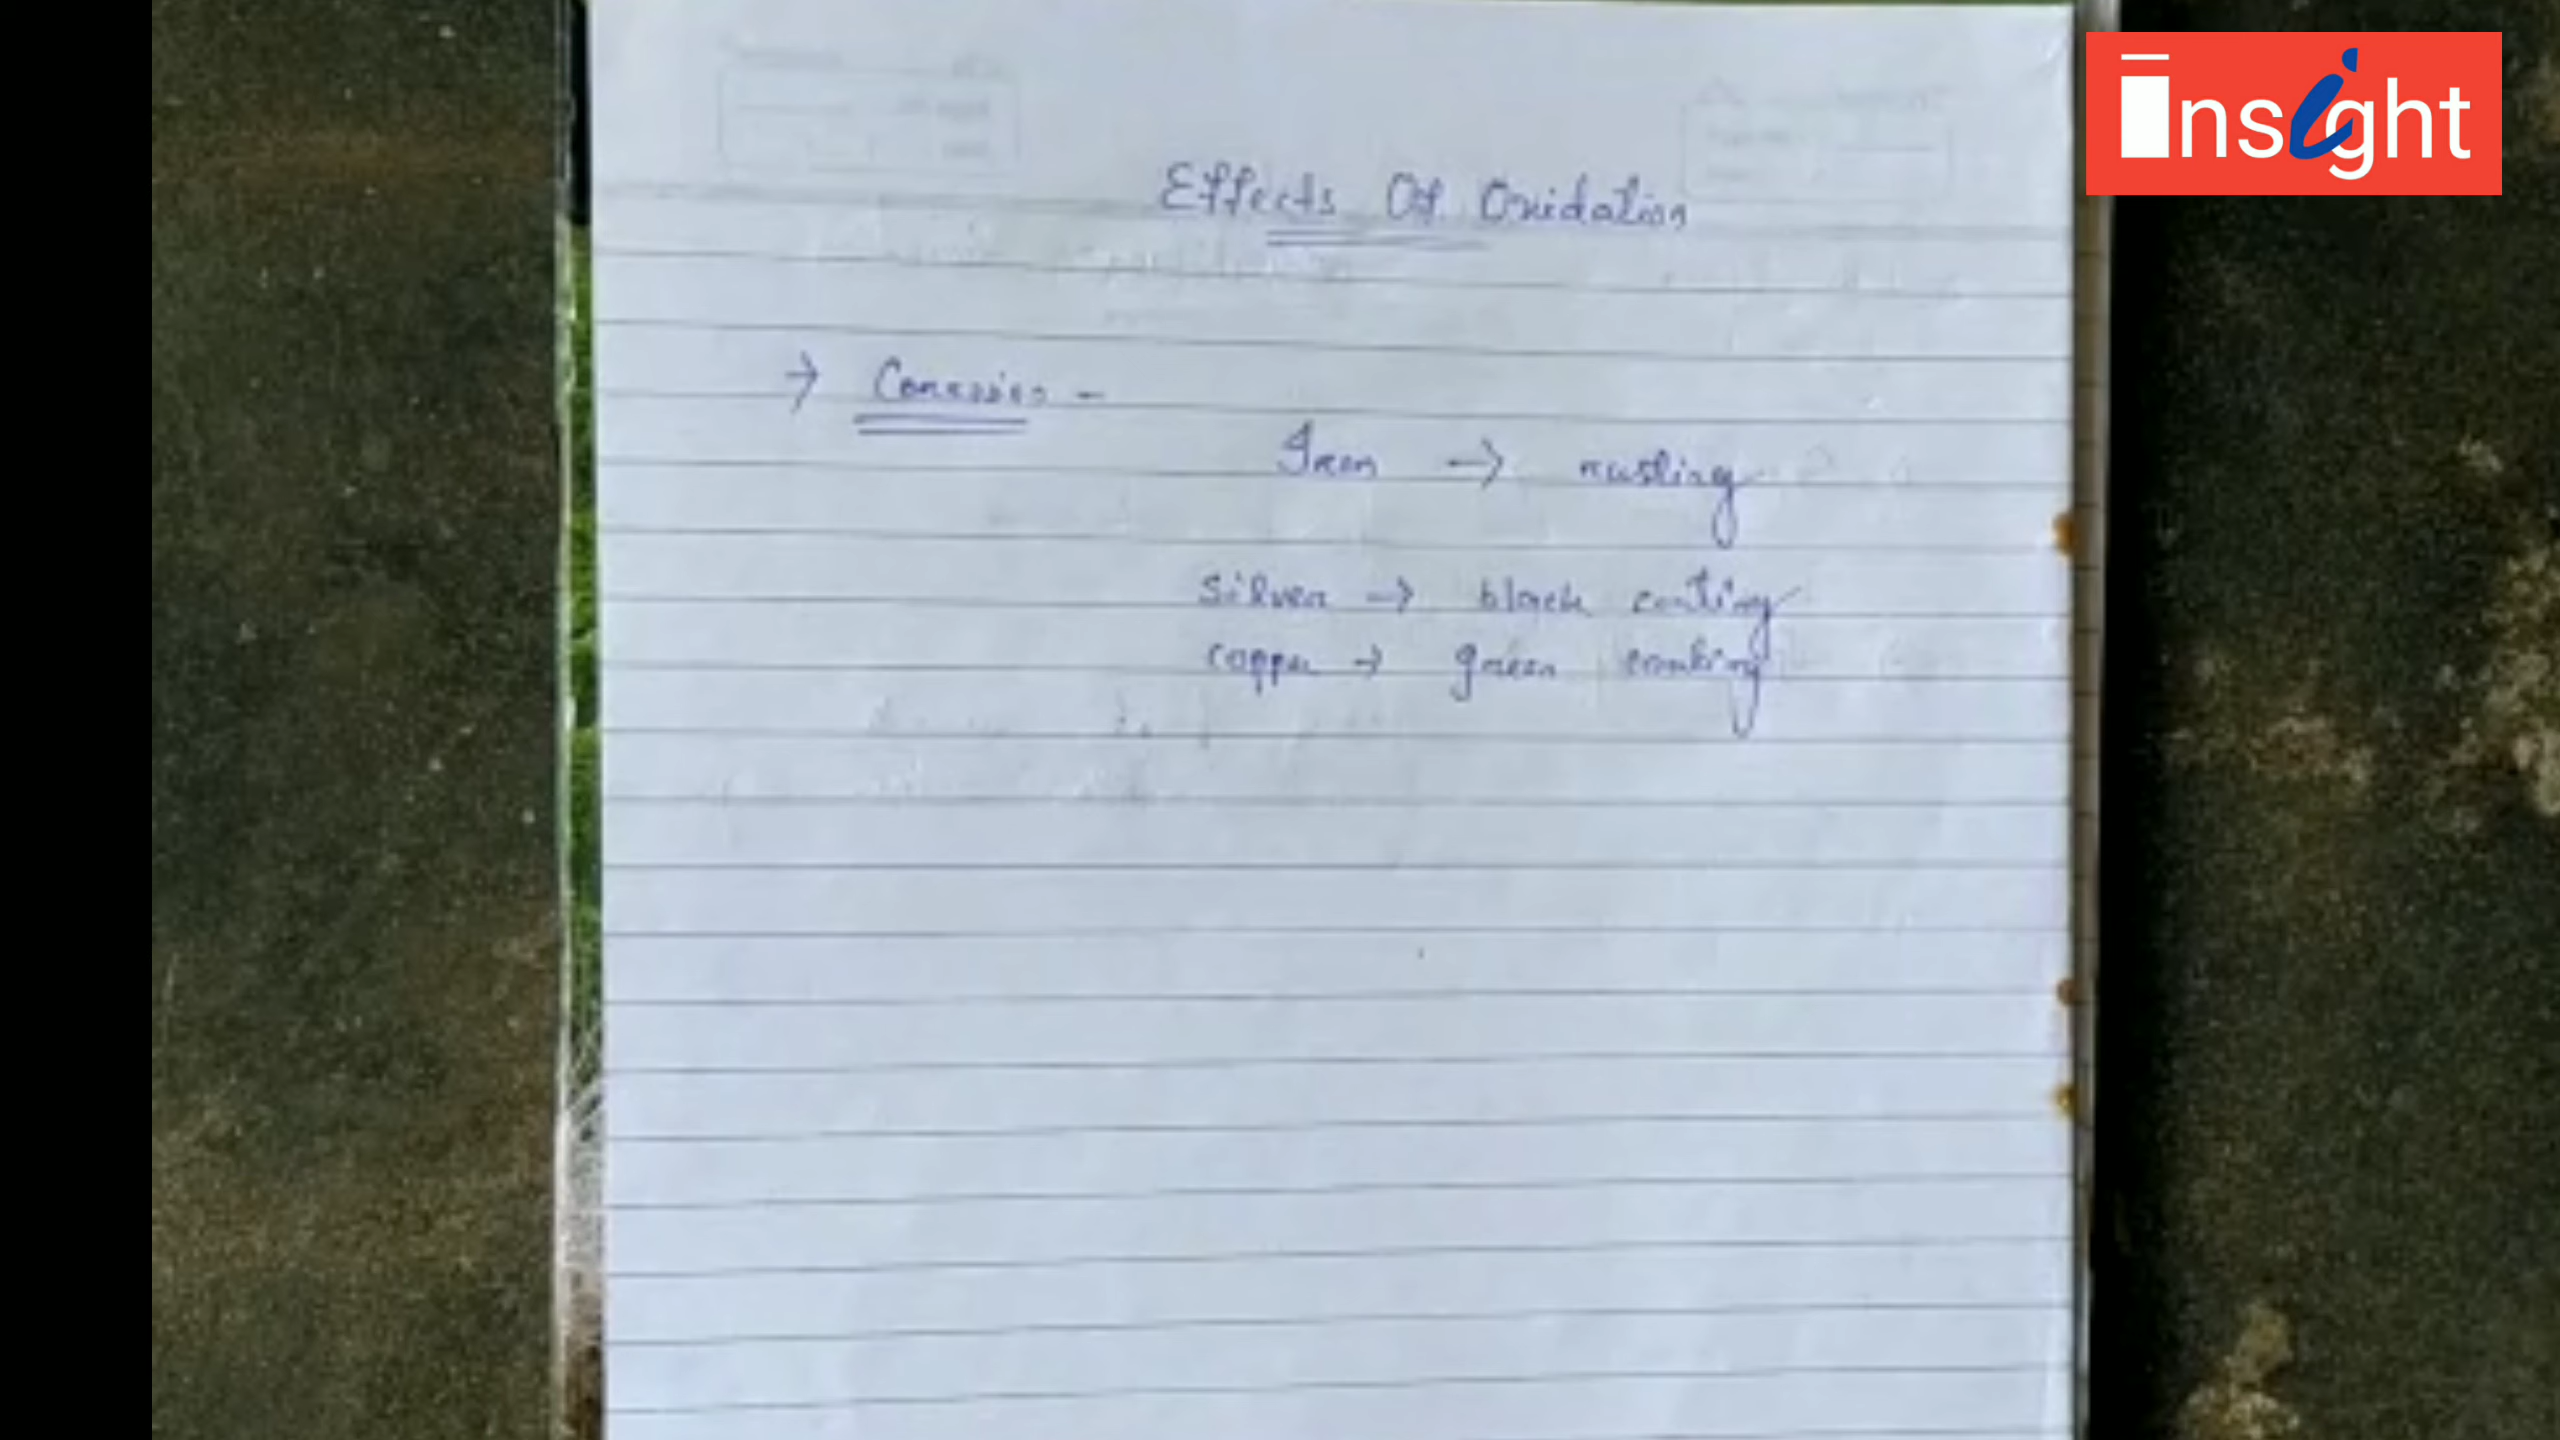 Insight
Effects Of Oxidation
→ Corrosion -
Iron → rusting
silver → black coating
copper → green coating